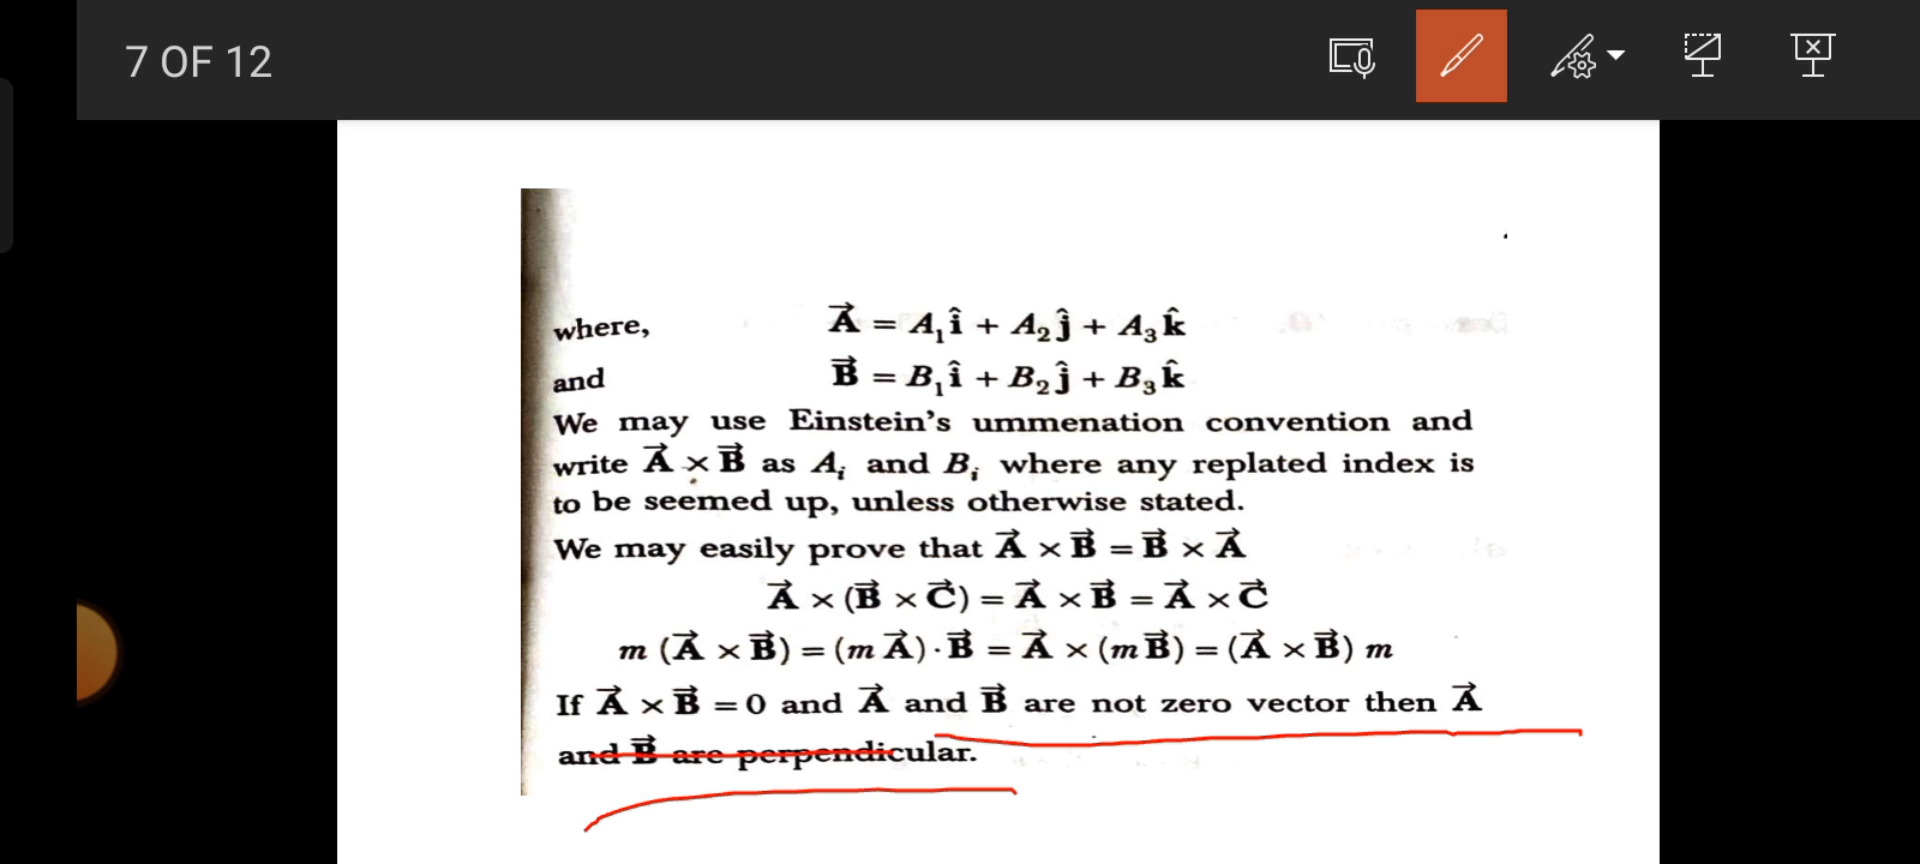 7 OF 12
where, A⃗ = A₁î + A₂ĵ + A₃k̂
and B⃗ = B₁î + B₂ĵ + B₃k̂
We may use Einstein’s ummenation convention and
write A⃗ × B⃗ as Aᵢ and Bᵢ where any replated index is
to be seemed up, unless otherwise stated.
We may easily prove that A⃗ × B⃗ = B⃗ × A⃗
A⃗ × (B⃗ × C⃗) = A⃗ × B⃗ = A⃗ × C⃗
m (A⃗ × B⃗) = (m A⃗) · B⃗ = A⃗ × (m B⃗) = (A⃗ × B⃗) m
If A⃗ × B⃗ = 0 and A⃗ and B⃗ are not zero vector then A⃗
and B⃗ are perpendicular.